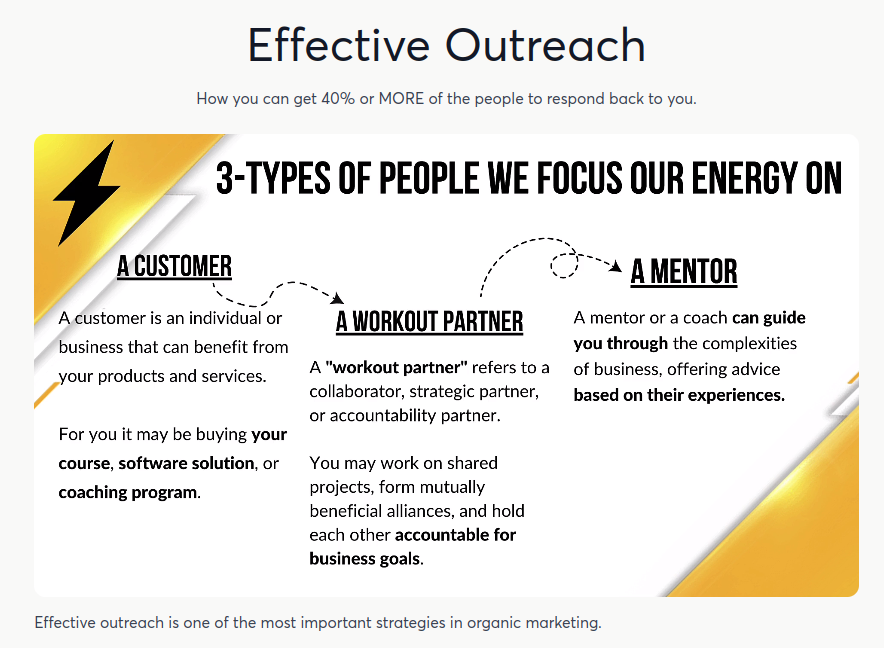 Effective Outreach
How you can get 40% or MORE of the people to respond back to you.
3-TYPES OF PEOPLE WE FOCUS OUR ENERGY ON
A CUSTOMER
A customer is an individual or
business that can benefit from
your products and services.
For you it may be buying your
course, software solution, or
coaching program.
A WORKOUT PARTNER
A "workout partner" refers to a
collaborator, strategic partner,
or accountability partner.
You may work on shared
projects, form mutually
beneficial alliances, and hold
each other accountable for
business goals.
A MENTOR
A mentor or a coach can guide
you through the complexities
of business, offering advice
based on their experiences.
Effective outreach is one of the most important strategies in organic marketing.